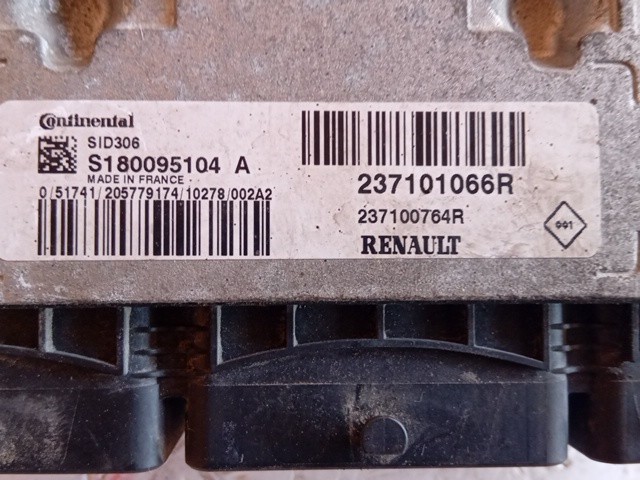 Continental
SID306
S180095104 A
MADE IN FRANCE
0/51741/205779174/10278/002A2
237101066R
237100764R
RENAULT
001